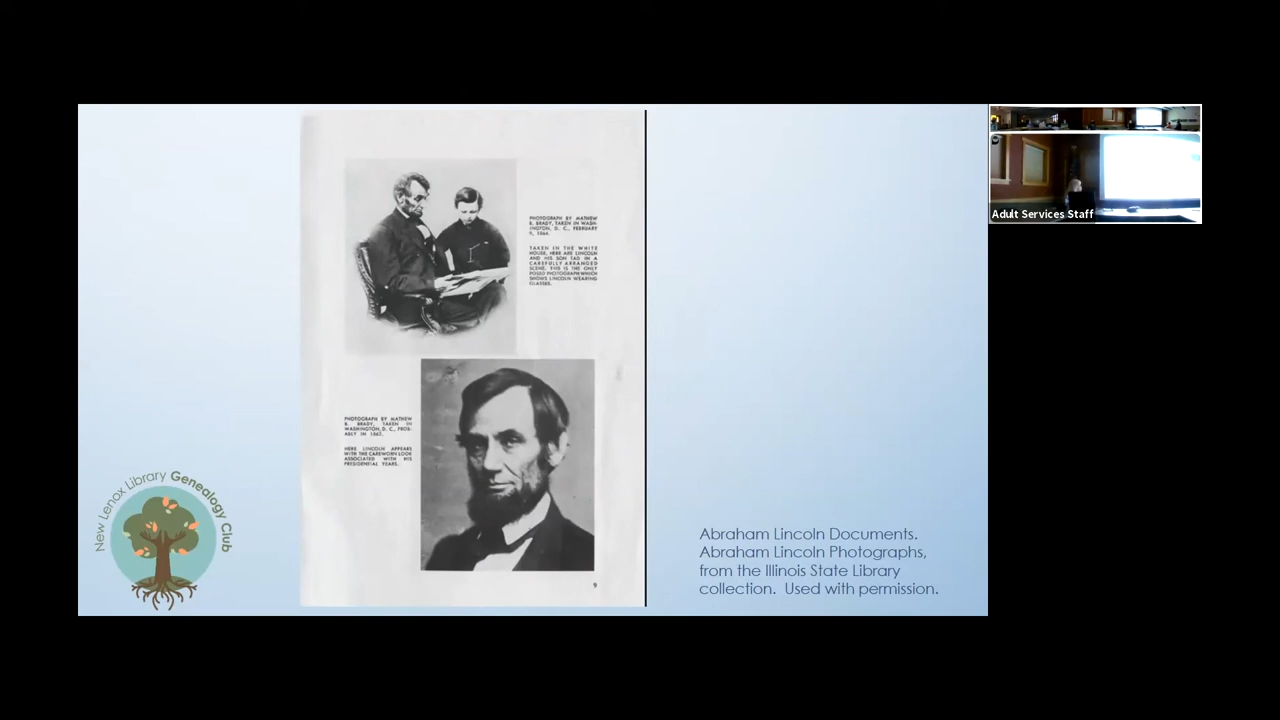 PHOTOGRAPH BY MATHEW
B. BRADY, TAKEN IN WASH-
INGTON, D. C., FEBRUARY
9, 1864.
TAKEN IN THE WHITE
HOUSE, HERE ARE LINCOLN
AND HIS SON TAD IN A
CAREFULLY ARRANGED
SCENE. THIS IS THE ONLY
POSED PHOTOGRAPH WHICH
SHOWS LINCOLN WEARING
GLASSES.
PHOTOGRAPH BY MATHEW
B. BRADY, TAKEN IN
WASHINGTON, D. C., PROB-
ABLY IN 1862.
HERE LINCOLN APPEARS
WITH THE CAREWORN LOOK
ASSOCIATED WITH HIS
PRESIDENTIAL YEARS.
9
New Lenox Library Genealogy Club
Abraham Lincoln Documents.
Abraham Lincoln Photographs,
from the Illinois State Library
collection.  Used with permission.
Adult Services Staff